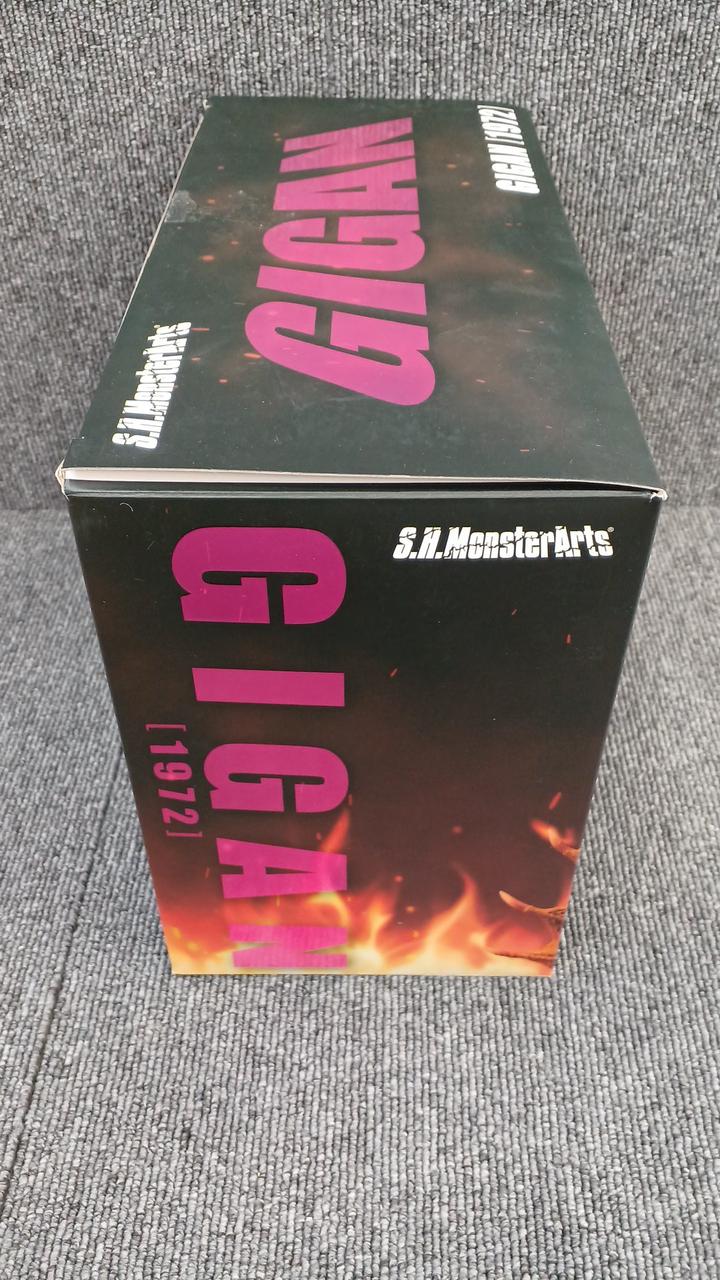 GIGAN [1972]
GIGAN
S.H.MonsterArts
S.H.MonsterArts®
GIGAN
[1972]